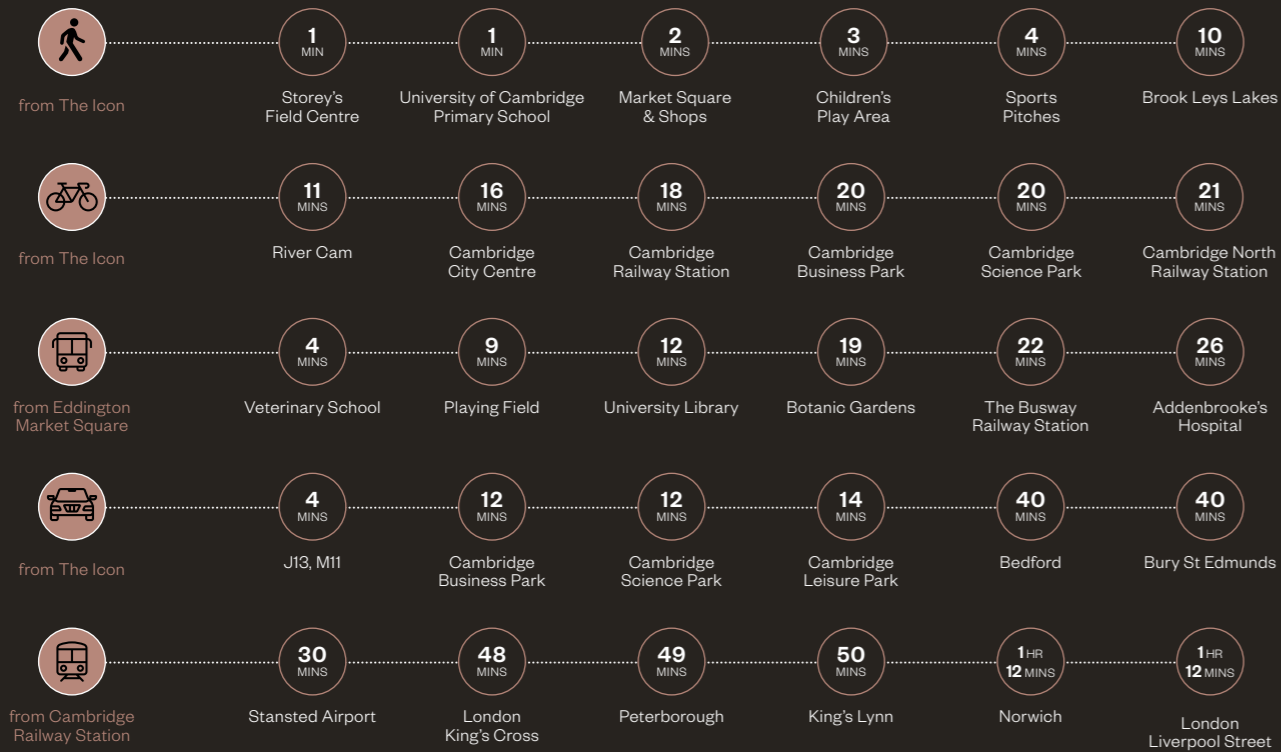 1
MIN
1
MIN
2
MINS
3
MINS
4
MINS
10
MINS
from The Icon
Storey's
Field Centre
University of Cambridge
Primary School
Market Square
& Shops
Children's
Play Area
Sports
Pitches
Brook Leys Lakes
11
MINS
16
MINS
18
MINS
20
MINS
20
MINS
21
MINS
from The Icon
River Cam
Cambridge
City Centre
Cambridge
Railway Station
Cambridge
Business Park
Cambridge
Science Park
Cambridge North
Railway Station
4
MINS
9
MINS
12
MINS
19
MINS
22
MINS
26
MINS
from Eddington
Market Square
Veterinary School
Playing Field
University Library
Botanic Gardens
The Busway
Railway Station
Addenbrooke's
Hospital
4
MINS
12
MINS
12
MINS
14
MINS
40
MINS
40
MINS
from The Icon
J13, M11
Cambridge
Business Park
Cambridge
Science Park
Cambridge
Leisure Park
Bedford
Bury St Edmunds
30
MINS
48
MINS
49
MINS
50
MINS
1 HR
12 MINS
1 HR
12 MINS
from Cambridge
Railway Station
Stansted Airport
London
King's Cross
Peterborough
King's Lynn
Norwich
London
Liverpool Street